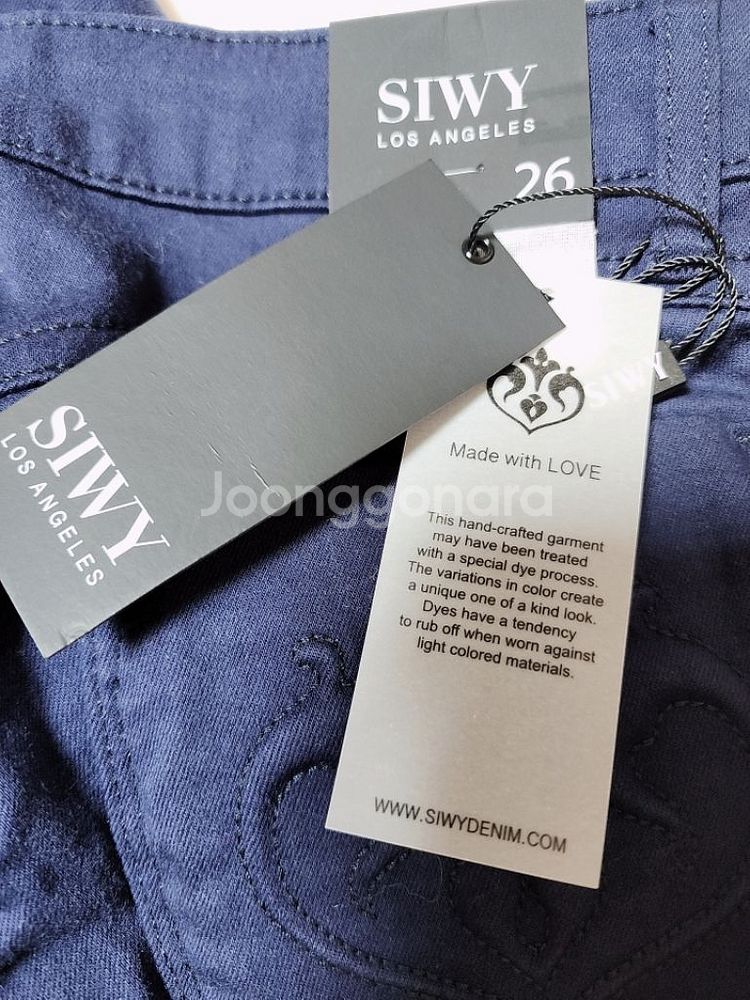 SIWY
LOS ANGELES
26
SIWY
LOS ANGELES
SIWY
Made with LOVE
This hand-crafted garment
may have been treated
with a special dye process.
The variations in color create
a unique one of a kind look.
Dyes have a tendency
to rub off when worn against
light colored materials.
WWW.SIWYDENIM.COM
Joonggonara